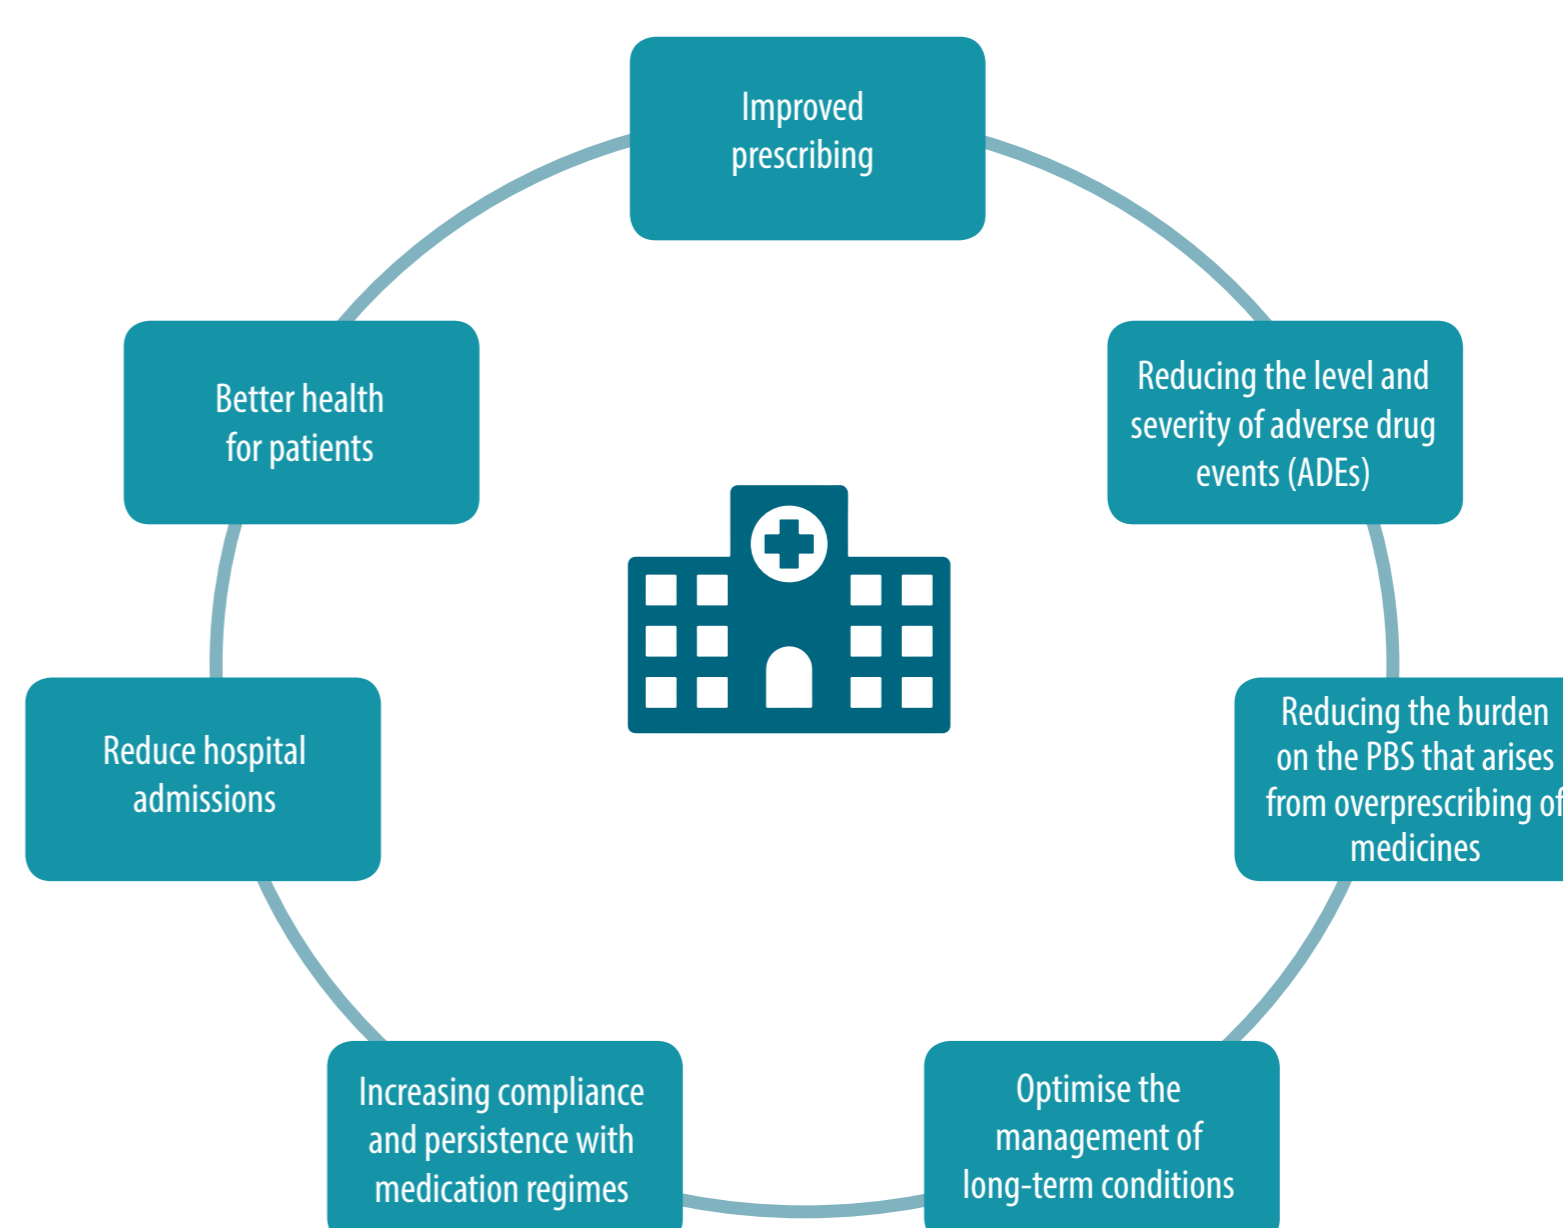 Improved
prescribing
Reducing the level and
severity of adverse drug
events (ADEs)
Reducing the burden
on the PBS that arises
from overprescribing of
medicines
Optimise the
management of
long-term conditions
Increasing compliance
and persistence with
medication regimes
Reduce hospital
admissions
Better health
for patients